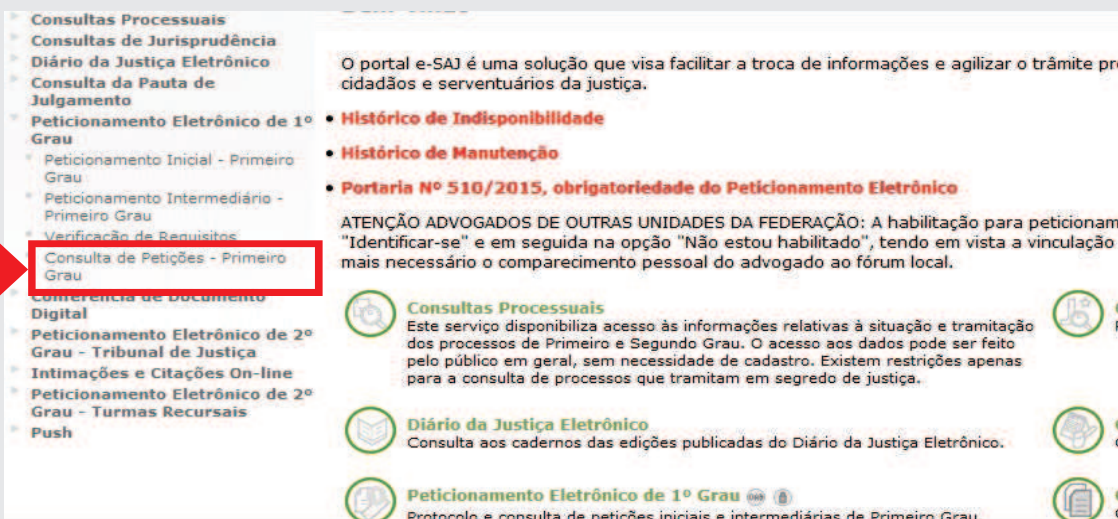 Consultas Processuais
Consultas de Jurisprudência
Diário da Justiça Eletrônico
Consulta da Pauta de
Julgamento
Peticionamento Eletrônico de 1º
Grau
Peticionamento Inicial - Primeiro
Grau
Peticionamento Intermediário -
Primeiro Grau
Verificação de Requisitos
Consulta de Petições - Primeiro
Grau
Conferência de Documento
Digital
Peticionamento Eletrônico de 2º
Grau - Tribunal de Justiça
Intimações e Citações On-line
Peticionamento Eletrônico de 2º
Grau - Turmas Recursais
Push
O portal e-SAJ é uma solução que visa facilitar a troca de informações e agilizar o trâmite
cidadãos e serventuários da justiça.
• Histórico de Indisponibilidade
• Histórico de Manutenção
• Portaria Nº 510/2015, obrigatoriedade do Peticionamento Eletrônico
ATENÇÃO ADVOGADOS DE OUTRAS UNIDADES DA FEDERAÇÃO: A habilitação para
"Identificar-se" e em seguida na opção "Não estou habilitado", tendo em vista a vinculação
mais necessário o comparecimento pessoal do advogado ao fórum local.
Consultas Processuais
Este serviço disponibiliza acesso às informações relativas à situação e tramitação
dos processos de Primeiro e Segundo Grau. O acesso aos dados pode ser feito
pelo público em geral, sem necessidade de cadastro. Existem restrições apenas
para a consulta de processos que tramitam em segredo de justiça.
Diário da Justiça Eletrônico
Consulta aos cadernos das edições publicadas do Diário da Justiça Eletrônico.
Peticionamento Eletrônico de 1º Grau
Protocolo e consulta de petições iniciais e intermediárias de Primeiro Grau